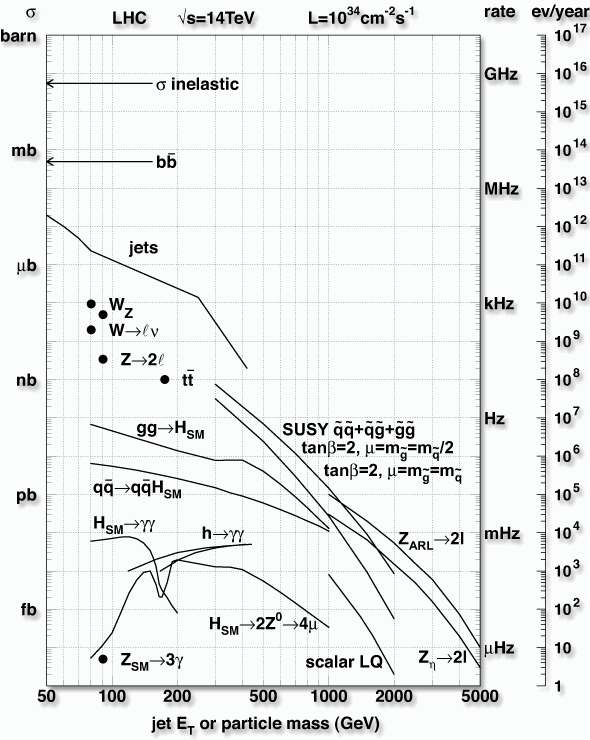 σ LHC √s=14TeV L=10³⁴cm⁻²s⁻¹ rate ev/year
barn 10¹⁷
GHz 10¹⁶
σ inelastic
10¹⁵
mb 10¹⁴
bb̄
MHz 10¹³
10¹²
jets
μb 10¹¹
W kHz 10¹⁰
Z
W→ℓν 10⁹
Z→2ℓ
nb tt̄ 10⁸
gg→H_SM Hz 10⁷
SUSY q̃q̃+q̃g̃+g̃g̃
tanβ=2, μ=m_g̃=m_q̃/2 10⁶
tanβ=2, μ=m_g̃=m_q̃
qq̄→qq̄H_SM
pb 10⁵
H_SM→γγ h→γγ Z_ARL→2l mHz 10⁴
10³
fb 10²
H_SM→2Z⁰→4μ
Z_SM→3γ scalar LQ Z_η→2l μHz 10
1
50 100 200 500 1000 2000 5000
jet E_T or particle mass (GeV)